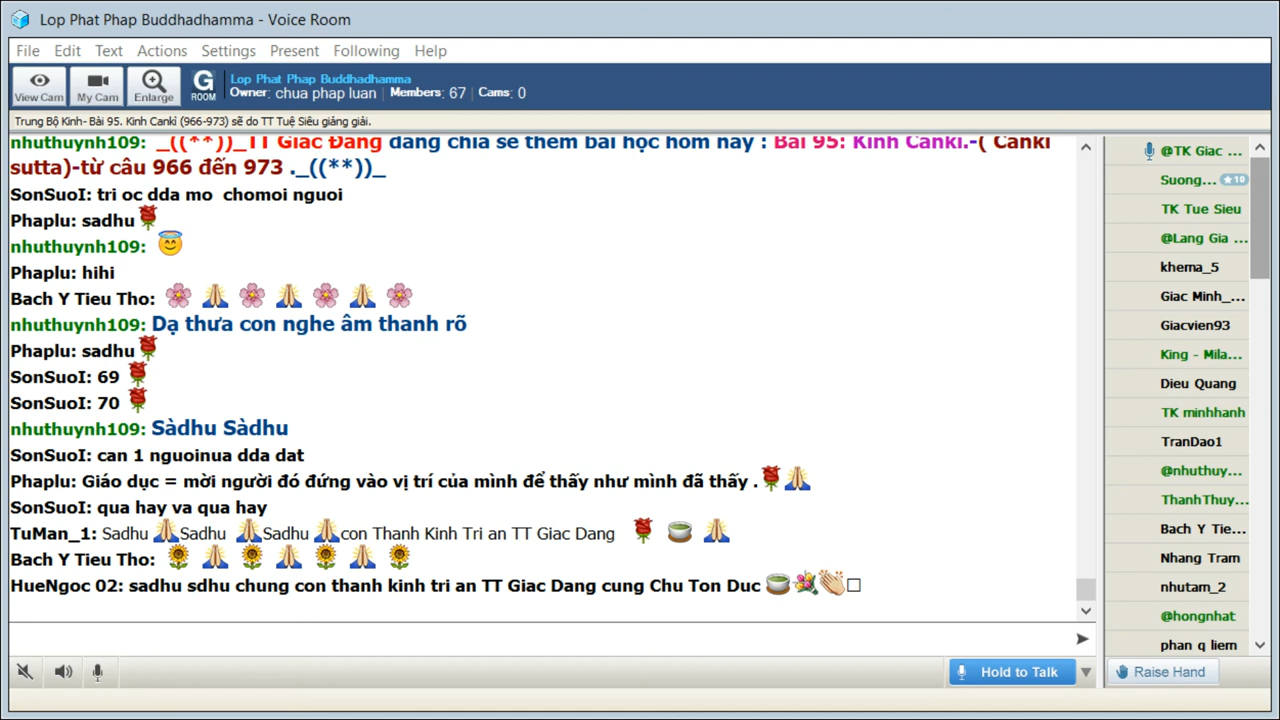 Lop Phat Phap Buddhadhamma - Voice Room
File Edit Text Actions Settings Present Following Help
View Cam My Cam Enlarge G ROOM
Lop Phat Phap Buddhadhamma
Owner: chua phap luan | Members: 67 | Cams: 0
Trung Bộ Kinh- Bài 95. Kinh Canki (966-973) sẽ do TT Tuệ Siêu giảng giải.
nhuthuynh109: _((**))_TT Giác Đẳng đang chia sẻ thêm bài học hôm nay : Bài 95: Kinh Canki.-( Canki
sutta)-từ câu 966 đến 973 ._((**))_
SonSuoI: tri oc dda mo chomoi nguoi
Phaplu: sadhu🌹
nhuthuynh109: 😇
Phaplu: hihi
Bach Y Tieu Tho: 🌸 🙏 🌸 🙏 🌸 🙏 🌸
nhuthuynh109: Dạ thưa con nghe âm thanh rõ
Phaplu: sadhu🌹
SonSuoI: 69 🌹
SonSuoI: 70 🌹
nhuthuynh109: Sàdhu Sàdhu
SonSuoI: can 1 nguoinua dda dat
Phaplu: Giáo dục = mời người đó đứng vào vị trí của mình để thấy như mình đã thấy .🌹🙏
SonSuoI: qua hay va qua hay
TuMan_1: Sadhu 🙏Sadhu 🙏Sadhu 🙏con Thanh Kinh Tri an TT Giac Dang 🌹 🍵 🙏
Bach Y Tieu Tho: 🌻 🙏 🌻 🙏 🌻 🙏 🌻
HueNgoc 02: sadhu sdhu chung con thanh kinh tri an TT Giac Dang cung Chu Ton Duc 🍵💐👏□
@TK Giac ...
Suong... ★10
TK Tue Sieu
@Lang Gia ...
khema_5
Giac Minh_...
Giacvien93
King - Mila...
Dieu Quang
TK minhhanh
TranDao1
@nhuthuy...
ThanhThuy...
Bach Y Tie...
Nhang Tram
nhutam_2
@hongnhat
phan q liem
Hold to Talk
Raise Hand